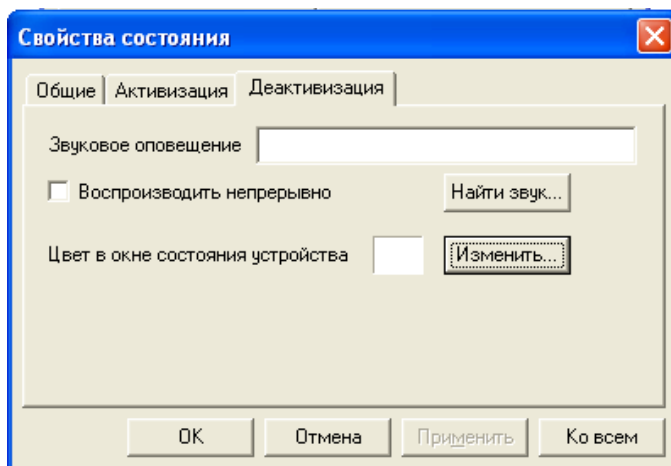 Свойства состояния
Общие Активизация Деактивизация
Звуковое оповещение
Воспроизводить непрерывно Найти звук...
Цвет в окне состояния устройства Изменить...
OK Отмена Применить Ко всем